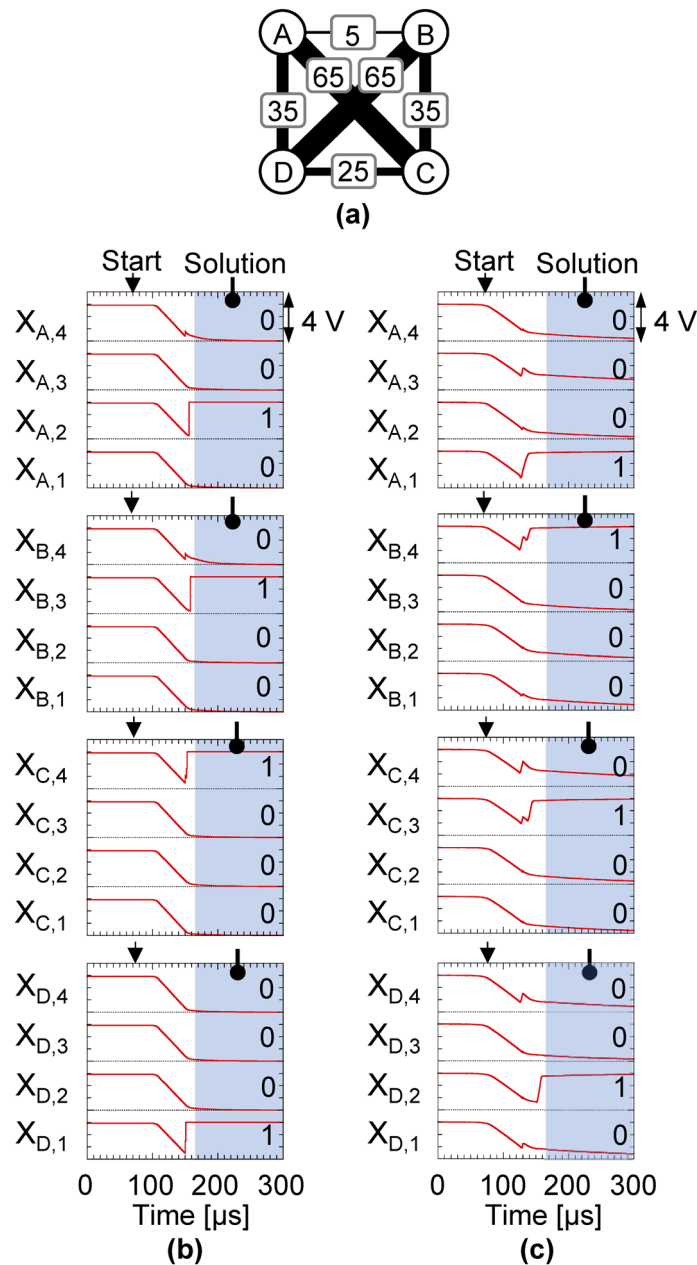 A 5 B
65 65
35 35
D 25 C
(a)
Start Solution
X_A,4 0 4 V
X_A,3 0
X_A,2 1
X_A,1 0
X_B,4 0
X_B,3 1
X_B,2 0
X_B,1 0
X_C,4 1
X_C,3 0
X_C,2 0
X_C,1 0
X_D,4 0
X_D,3 0
X_D,2 0
X_D,1 1
0 100 200 300
Time [µs]
(b)
Start Solution
X_A,4 0 4 V
X_A,3 0
X_A,2 0
X_A,1 1
X_B,4 1
X_B,3 0
X_B,2 0
X_B,1 0
X_C,4 0
X_C,3 1
X_C,2 0
X_C,1 0
X_D,4 0
X_D,3 0
X_D,2 1
X_D,1 0
0 100 200 300
Time [µs]
(c)